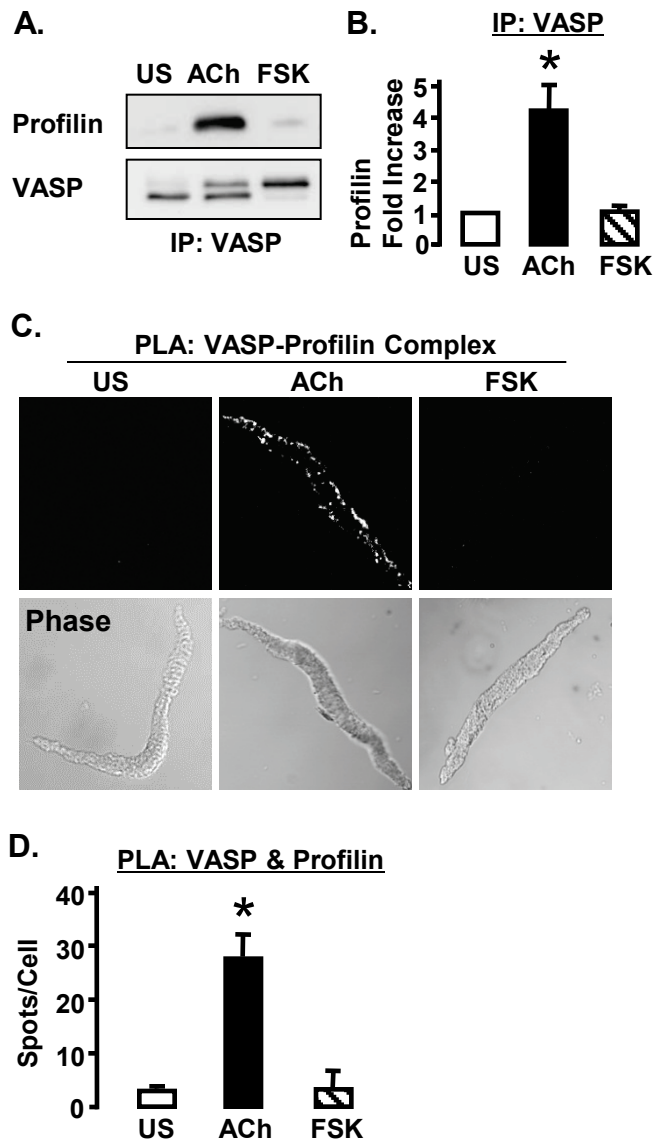 A.
US ACh FSK
Profilin
VASP
IP: VASP
B.
IP: VASP
*
Profilin
Fold Increase
5
4
3
2
1
0
US ACh FSK
C.
PLA: VASP-Profilin Complex
US ACh FSK
Phase
D.
PLA: VASP & Profilin
*
Spots/Cell
40
30
20
10
0
US ACh FSK